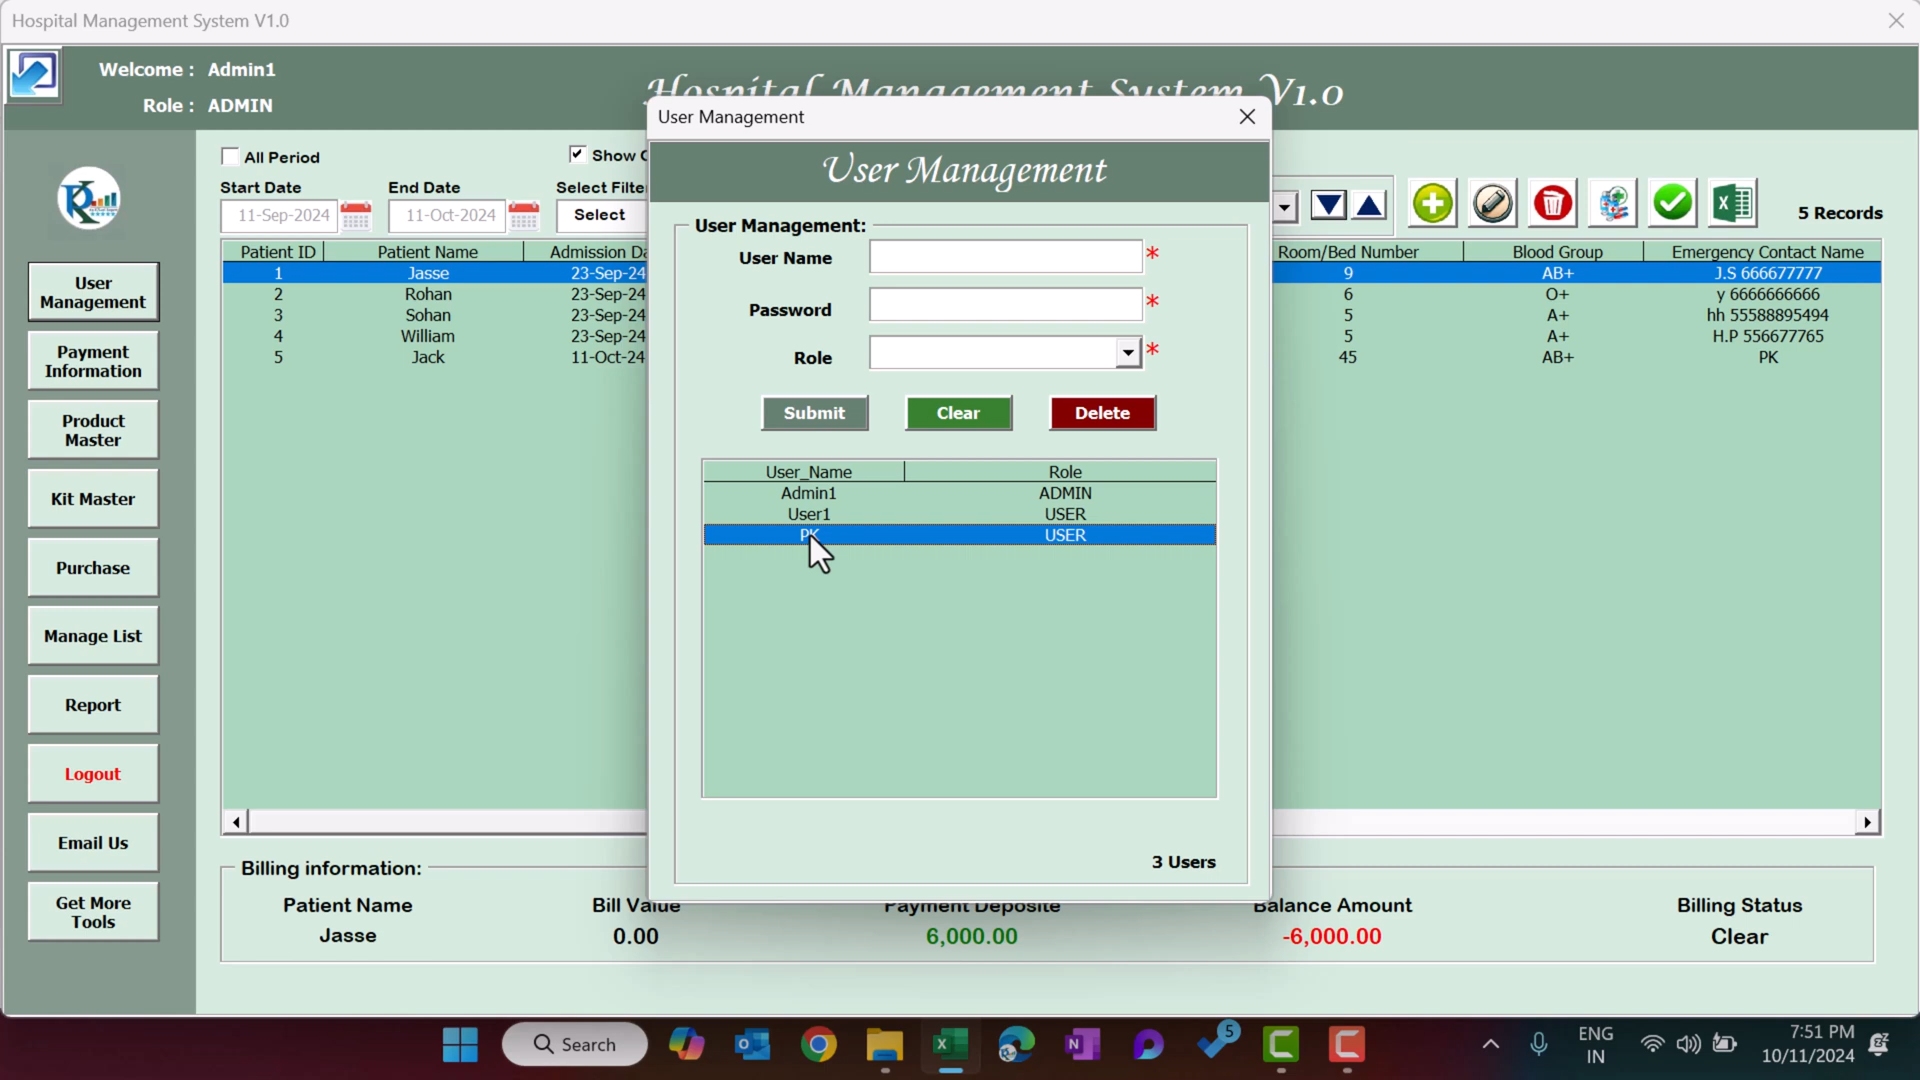 Hospital Management System V1.0
Welcome : Admin1
Role : ADMIN
Hospital Management System V1.0
All Period
Show
Start Date
End Date
Select Filte
11-Sep-2024
11-Oct-2024
Select
5 Records
Patient ID Patient Name Admission Da Room/Bed Number Blood Group Emergency Contact Name
1 Jasse 23-Sep-24 9 AB+ J.S 666677777
2 Rohan 23-Sep-24 6 O+ y 6666666666
3 Sohan 23-Sep-24 5 A+ hh 55588895494
4 William 23-Sep-24 5 A+ H.P 556677765
5 Jack 11-Oct-24 45 AB+ PK
User
Management
Payment
Information
Product
Master
Kit Master
Purchase
Manage List
Report
Logout
Email Us
Get More
Tools
User Management
User Management
User Management:
User Name *
Password *
Role *
Submit Clear Delete
User_Name Role
Admin1 ADMIN
User1 USER
PK USER
3 Users
Billing information:
Patient Name Bill Value Payment Deposite Balance Amount Billing Status
Jasse 0.00 6,000.00 -6,000.00 Clear
Search
5
ENG
IN
7:51 PM
10/11/2024